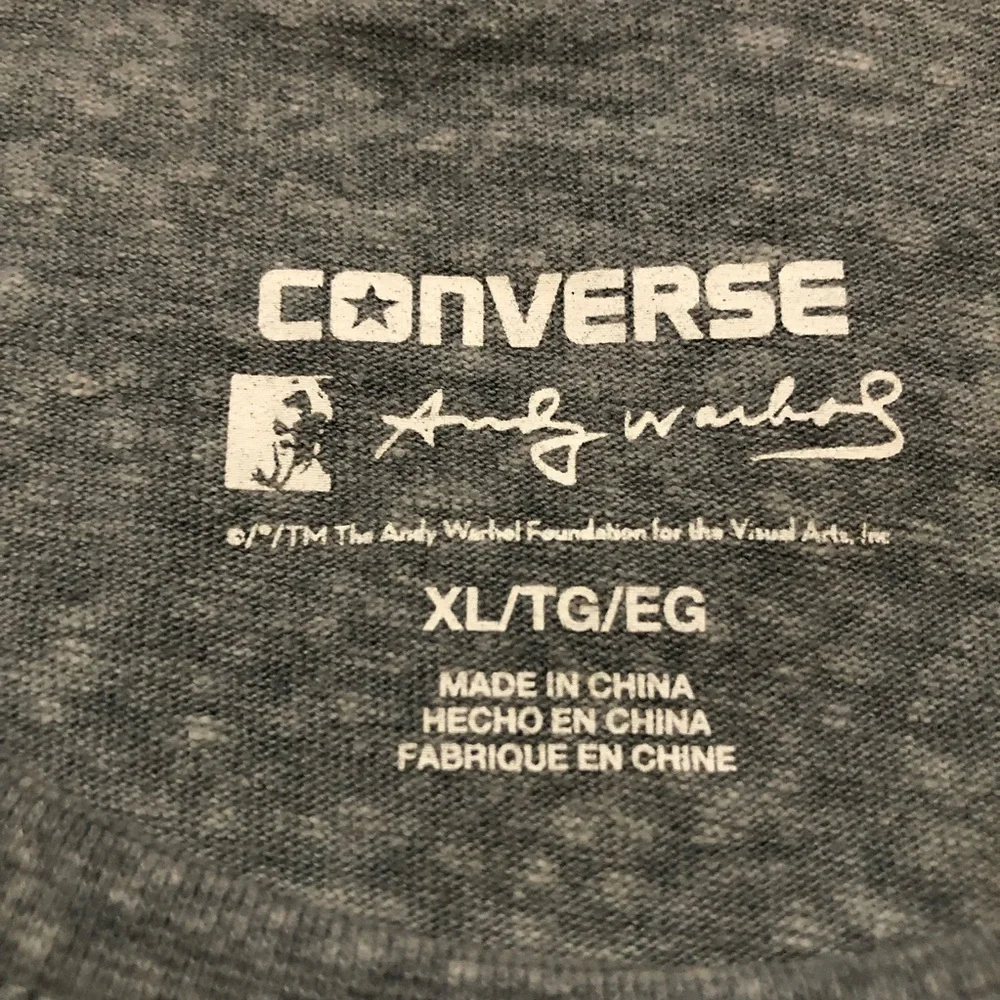 CONVERSE
Andy Warhol
©/®/TM The Andy Warhol Foundation for the Visual Arts, Inc
XL/TG/EG
MADE IN CHINA
HECHO EN CHINA
FABRIQUE EN CHINE